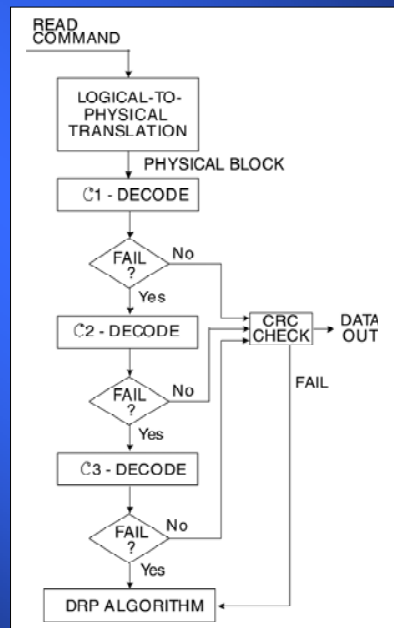 READ
COMMAND
LOGICAL-TO-
PHYSICAL
TRANSLATION
PHYSICAL BLOCK
C1 - DECODE
FAIL
?
No
Yes
C2 - DECODE
CRC
CHECK
DATA
OUT
FAIL
FAIL
?
No
Yes
C3 - DECODE
FAIL
?
No
Yes
DRP ALGORITHM